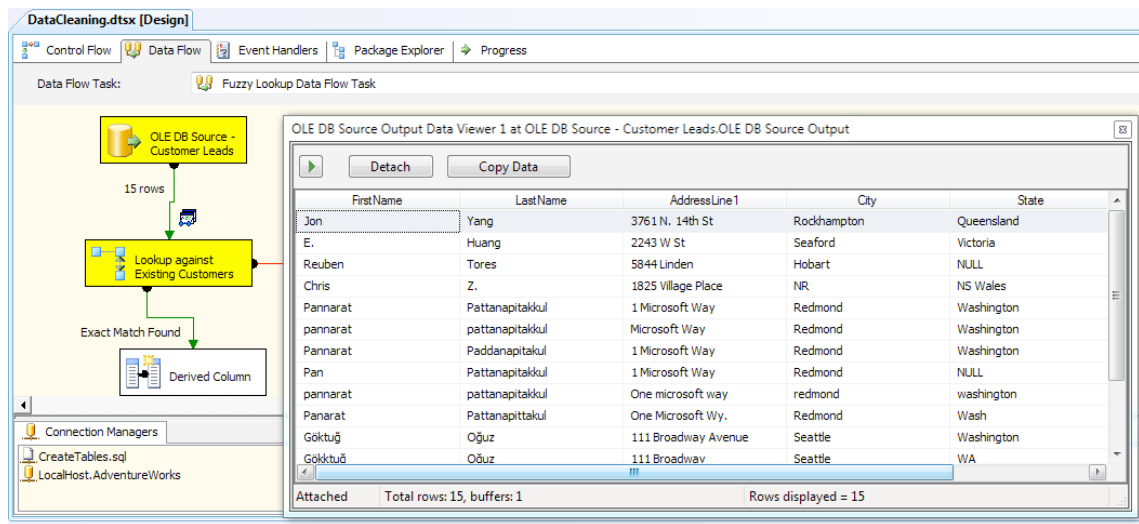 DataCleaning.dtsx [Design]
Control Flow Data Flow Event Handlers Package Explorer Progress
Data Flow Task: Fuzzy Lookup Data Flow Task
OLE DB Source -
Customer Leads
15 rows
Lookup against
Existing Customers
Exact Match Found
Derived Column
Connection Managers
CreateTables.sql
LocalHost.AdventureWorks
OLE DB Source Output Data Viewer 1 at OLE DB Source - Customer Leads.OLE DB Source Output
Detach Copy Data
FirstName LastName AddressLine1 City State
Jon Yang 3761 N. 14th St Rockhampton Queensland
E. Huang 2243 W St Seaford Victoria
Reuben Tores 5844 Linden Hobart NULL
Chris Z. 1825 Village Place NR NS Wales
Pannarat Pattanapitakkul 1 Microsoft Way Redmond Washington
pannarat pattanapitakkul Microsoft Way Redmond Washington
Pannarat Paddanapitakul 1 Microsoft Way Redmond Washington
Pan Pattanapitakkul 1 Microsoft Way Redmond NULL
pannarat pattanapitakkul One microsoft way redmond washington
Panarat Pattanapittakul One Microsoft Wy. Redmond Wash
Göktuğ Oğuz 111 Broadway Avenue Seattle Washington
Gökktuğ Oğuz 111 Broadway Seattle WA
Attached Total rows: 15, buffers: 1 Rows displayed = 15